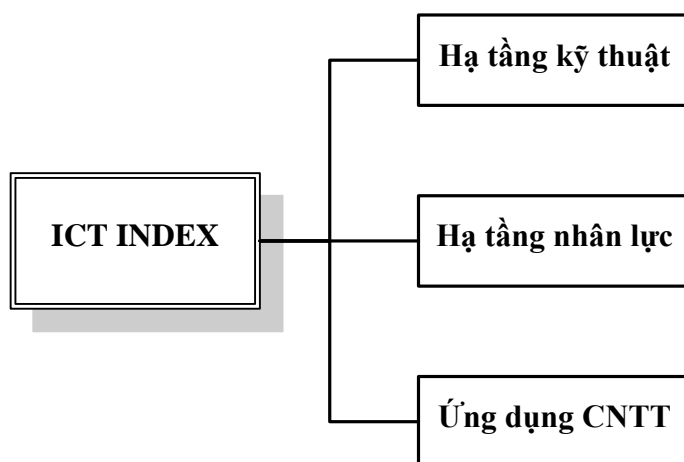 Hạ tầng kỹ thuật
ICT INDEX
Hạ tầng nhân lực
Ứng dụng CNTT